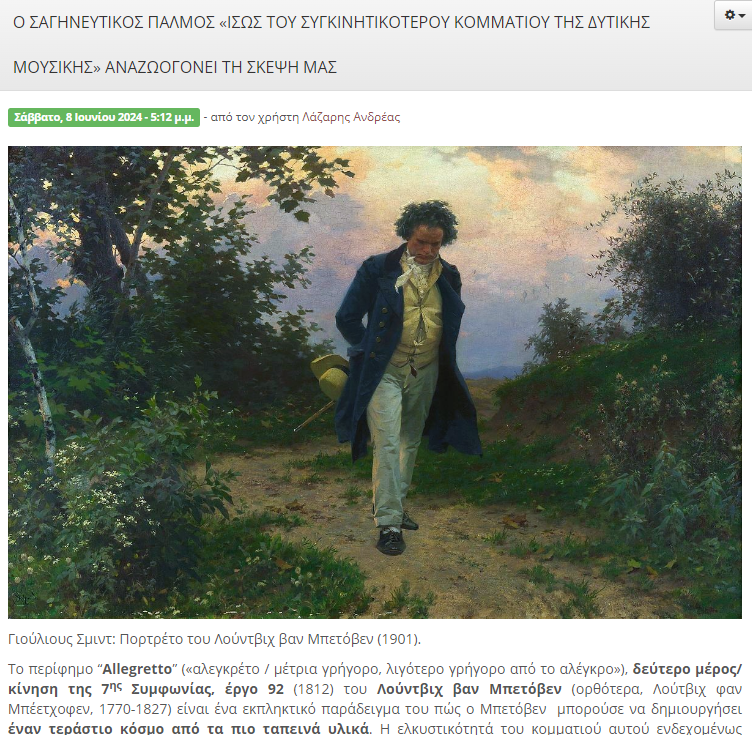 Ο ΣΑΓΗΝΕΥΤΙΚΟΣ ΠΑΛΜΟΣ «ΙΣΩΣ ΤΟΥ ΣΥΓΚΙΝΗΤΙΚΟΤΕΡΟΥ ΚΟΜΜΑΤΙΟΥ ΤΗΣ ΔΥΤΙΚΗΣ
ΜΟΥΣΙΚΗΣ» ΑΝΑΖΩΟΓΟΝΕΙ ΤΗ ΣΚΕΨΗ ΜΑΣ
Σάββατο, 8 Ιουνίου 2024 - 5:12 μ.μ. - από τον χρήστη Λάζαρης Ανδρέας
Γιούλιους Σμιντ: Πορτρέτο του Λούντβιχ βαν Μπετόβεν (1901).
Το περίφημο “Allegretto” («αλεγκρέτο / μέτρια γρήγορο, λιγότερο γρήγορο από το αλέγκρο»), δεύτερο μέρος/
κίνηση της 7ης Συμφωνίας, έργο 92 (1812) του Λούντβιχ βαν Μπετόβεν (ορθότερα, Λούτβιχ φαν
Μπέετχοφεν, 1770-1827) είναι ένα εκπληκτικό παράδειγμα του πώς ο Μπετόβεν μπορούσε να δημιουργήσει
έναν τεράστιο κόσμο από τα πιο ταπεινά υλικά. Η ελκυστικότητά του κομματιού αυτού ενδεχομένως